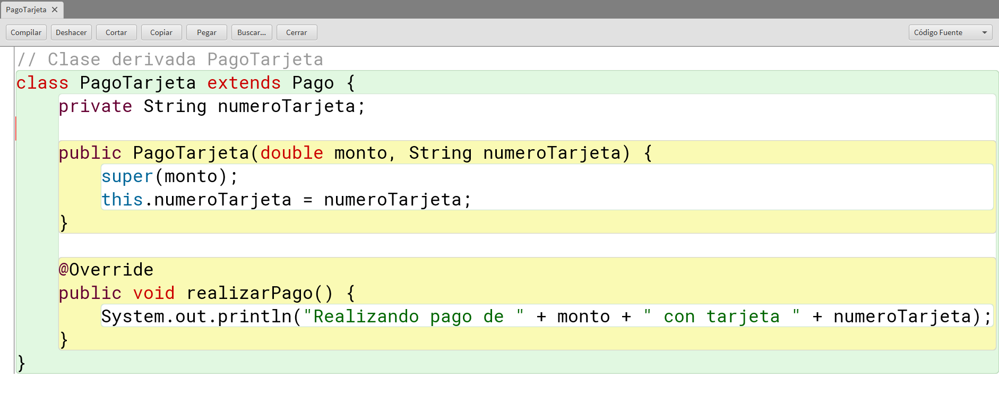 PagoTarjeta
Compilar Deshacer Cortar Copiar Pegar Buscar... Cerrar Código Fuente
// Clase derivada PagoTarjeta
class PagoTarjeta extends Pago {
    private String numeroTarjeta;
    public PagoTarjeta(double monto, String numeroTarjeta) {
        super(monto);
        this.numeroTarjeta = numeroTarjeta;
    }
    @Override
    public void realizarPago() {
        System.out.println("Realizando pago de " + monto + " con tarjeta " + numeroTarjeta);
    }
}